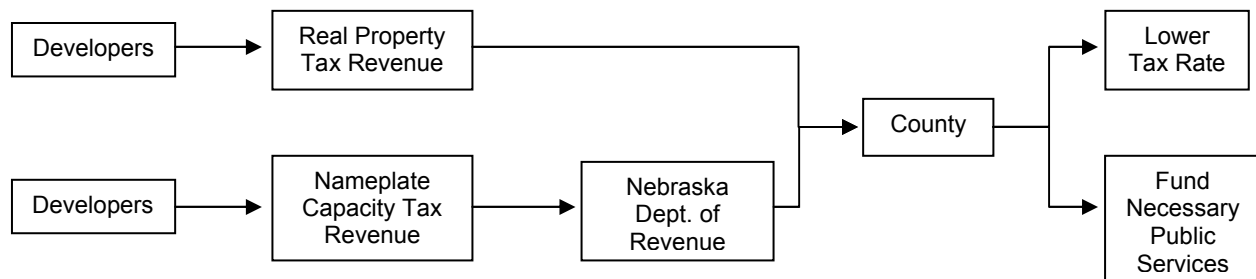 Developers
Real Property
Tax Revenue
Lower
Tax Rate
County
Developers
Nameplate
Capacity Tax
Revenue
Nebraska
Dept. of
Revenue
Fund
Necessary
Public
Services